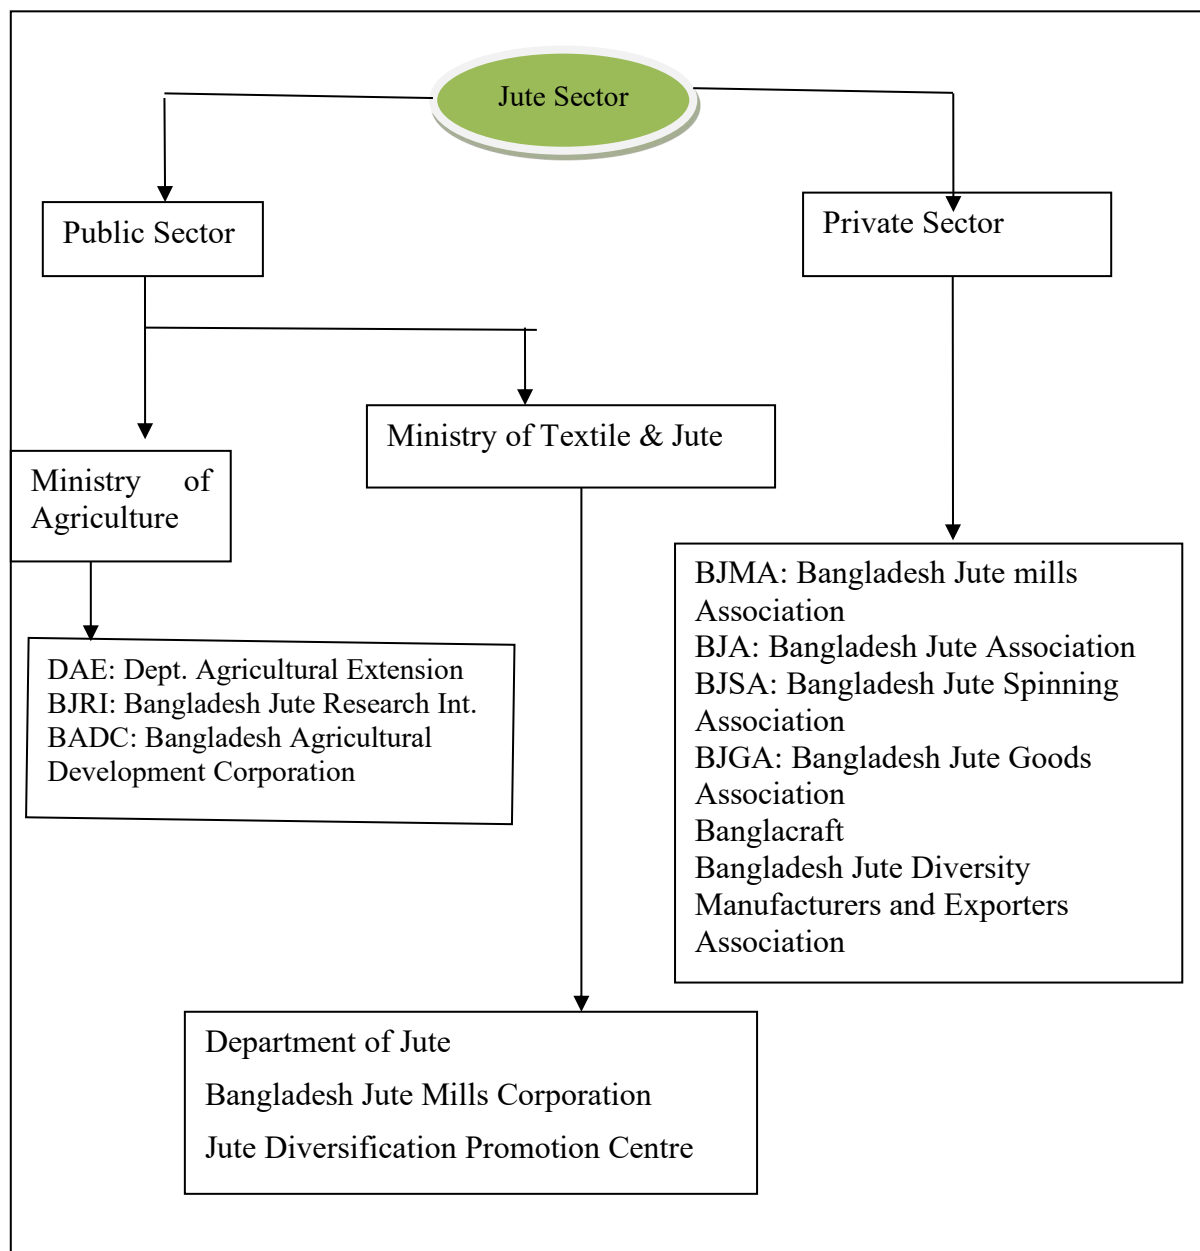 Jute Sector
Public Sector
Private Sector
Ministry of Textile & Jute
Ministry of
Agriculture
BJMA: Bangladesh Jute mills
Association
BJA: Bangladesh Jute Association
BJSA: Bangladesh Jute Spinning
Association
BJGA: Bangladesh Jute Goods
Association
Banglacraft
Bangladesh Jute Diversity
Manufacturers and Exporters
Association
DAE: Dept. Agricultural Extension
BJRI: Bangladesh Jute Research Int.
BADC: Bangladesh Agricultural
Development Corporation
Department of Jute
Bangladesh Jute Mills Corporation
Jute Diversification Promotion Centre